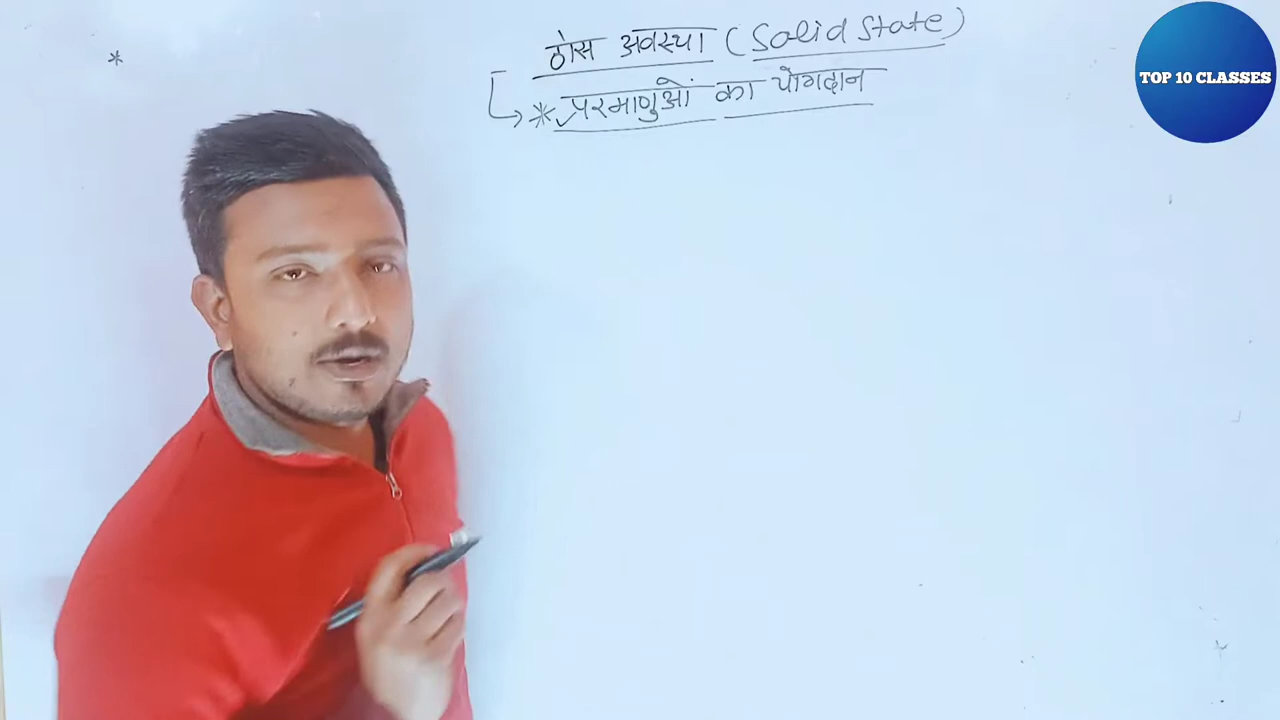 ठोस अवस्था (Solid State)
* परमाणुओं का योगदान
TOP 10 CLASSES